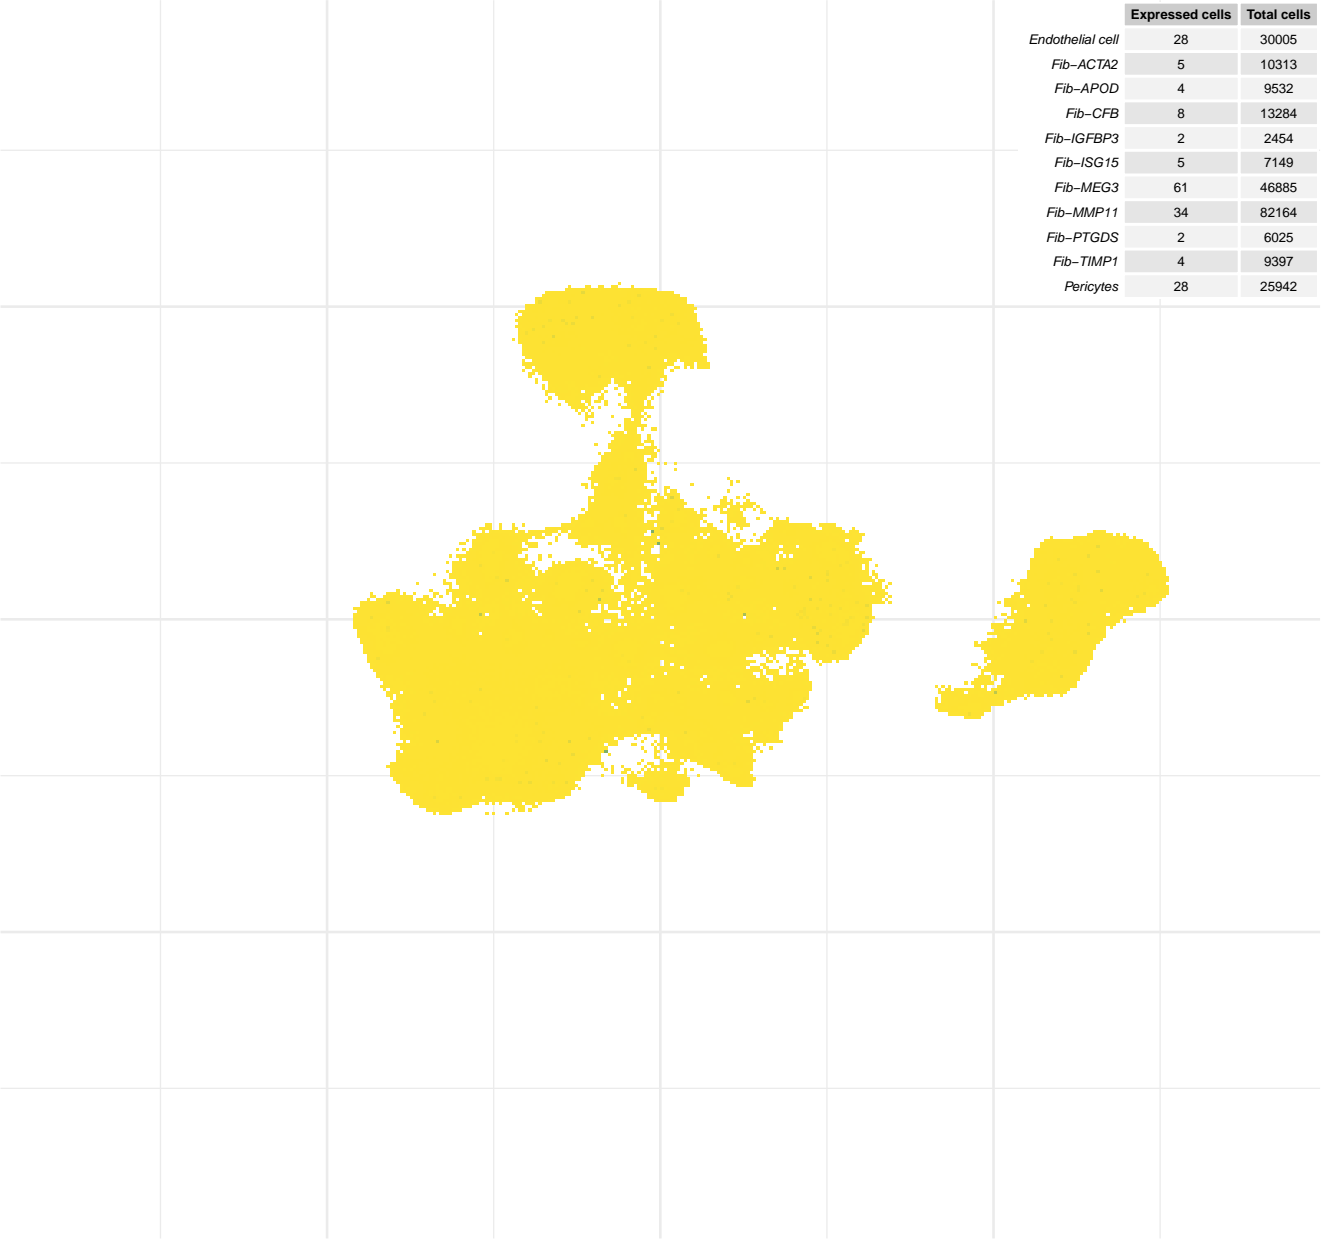 Expressed cells Total cells
Endothelial cell 28 30005
Fib−ACTA2 5 10313
Fib−APOD 4 9532
Fib−CFB 8 13284
Fib−IGFBP3 2 2454
Fib−ISG15 5 7149
Fib−MEG3 61 46885
Fib−MMP11 34 82164
Fib−PTGDS 2 6025
Fib−TIMP1 4 9397
Pericytes 28 25942